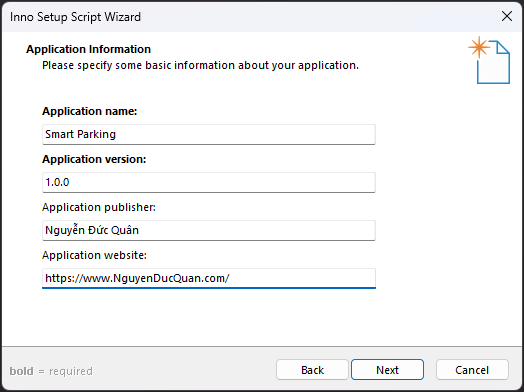 Inno Setup Script Wizard
Application Information
Please specify some basic information about your application.
Application name:
Smart Parking
Application version:
1.0.0
Application publisher:
Nguyễn Đức Quân
Application website:
https://www.NguyenDucQuan.com/
bold = required
Back
Next
Cancel